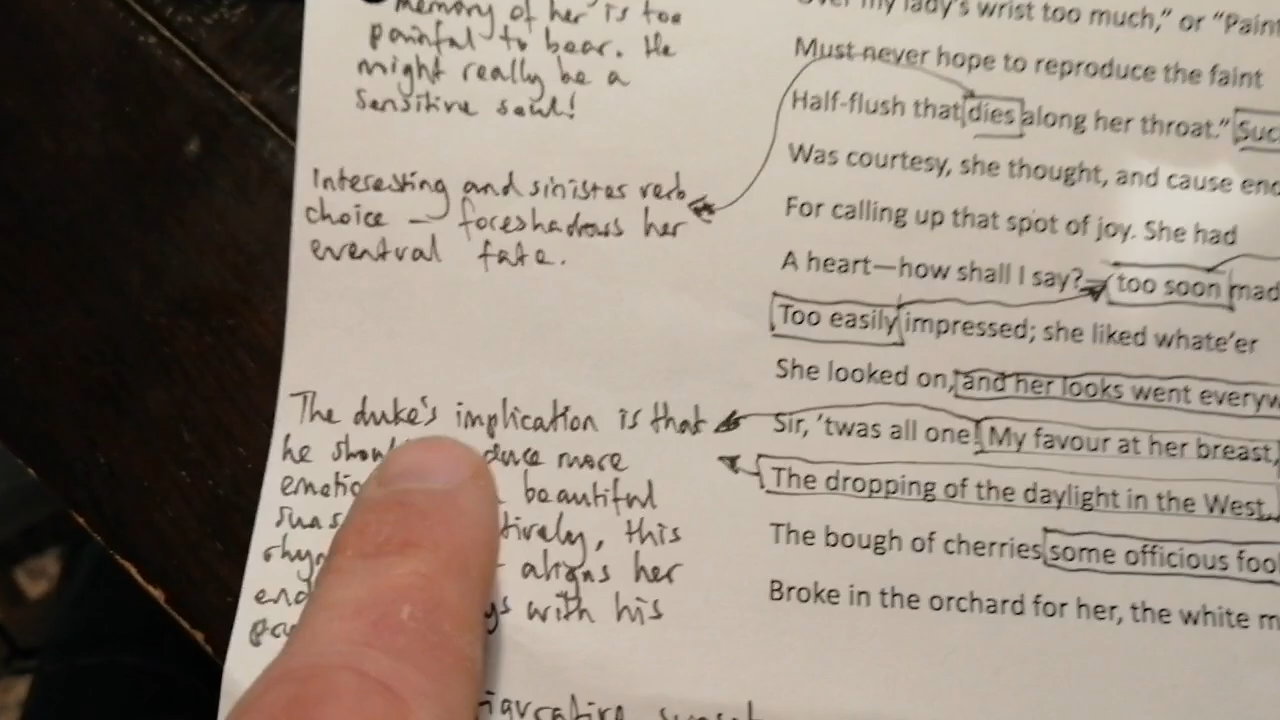 memory of her is too
painful to bear. He
might really be a
sensitive soul!
Interesting and sinister verb
choice – foreshadows her
eventual fate.
The duke's implication is that
he more
beautiful
this
aligns her
with his
my lady's wrist too much," or "Paint
Must never hope to reproduce the faint
Half-flush that dies along her throat."
Was courtesy, she thought, and cause
For calling up that spot of joy. She had
A heart—how shall I say?— too soon
Too easily impressed; she liked whate'er
She looked on, and her looks went
Sir, 'twas all one! My favour at her breast,
The dropping of the daylight in the West,
The bough of cherries some officious
Broke in the orchard for her, the white